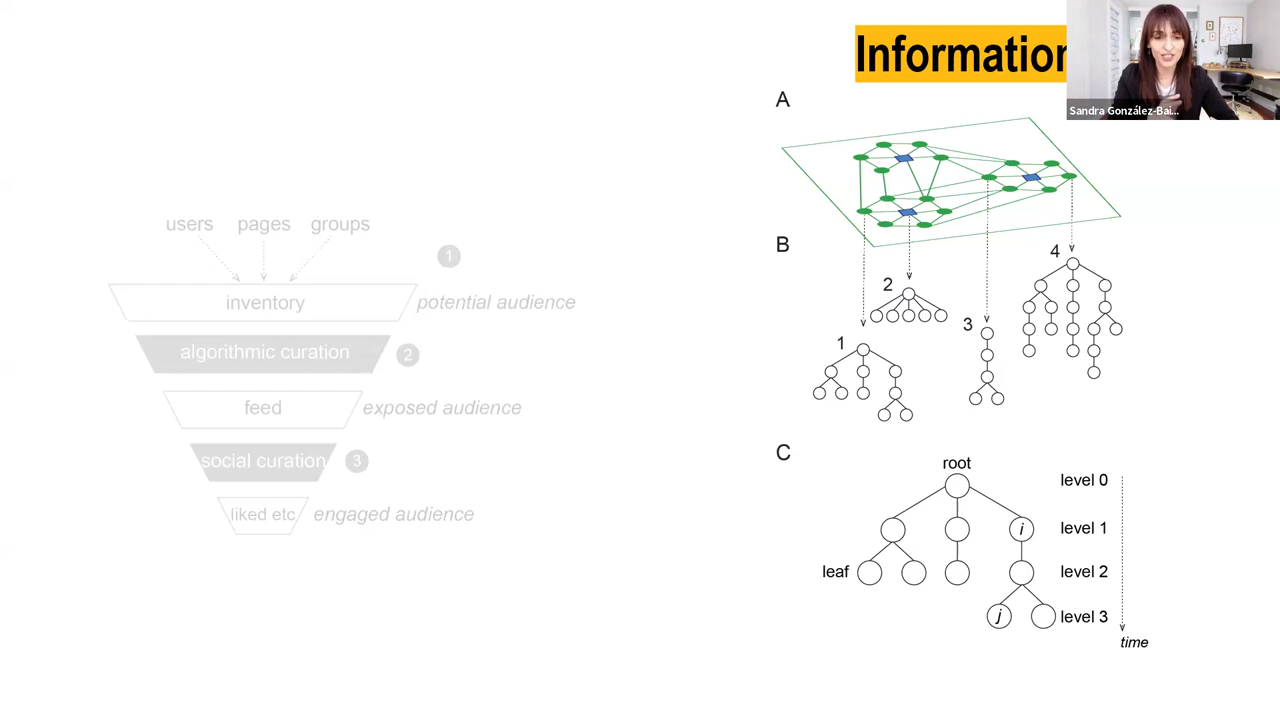 Information
Sandra González-Bai...
A
users pages groups
1
inventory
potential audience
algorithmic curation
2
feed
exposed audience
social curation
3
liked etc
engaged audience
B
1
2
3
4
C
root
level 0
i
level 1
leaf
level 2
j
level 3
time